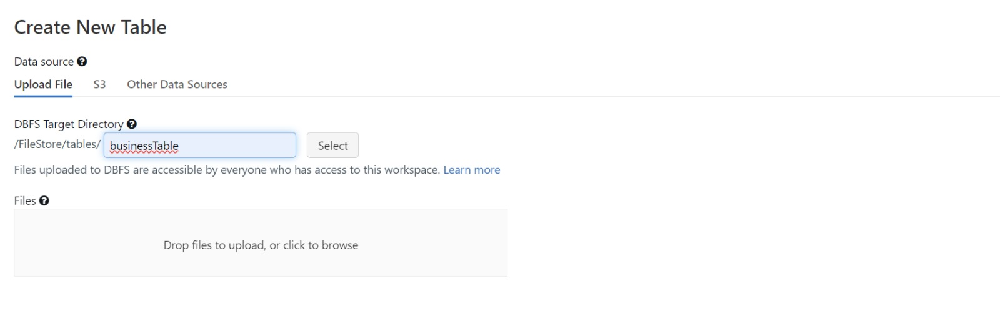 Create New Table
Data source ?
Upload File S3 Other Data Sources
DBFS Target Directory ?
/FileStore/tables/ businessTable Select
Files uploaded to DBFS are accessible by everyone who has access to this workspace. Learn more
Files ?
Drop files to upload, or click to browse